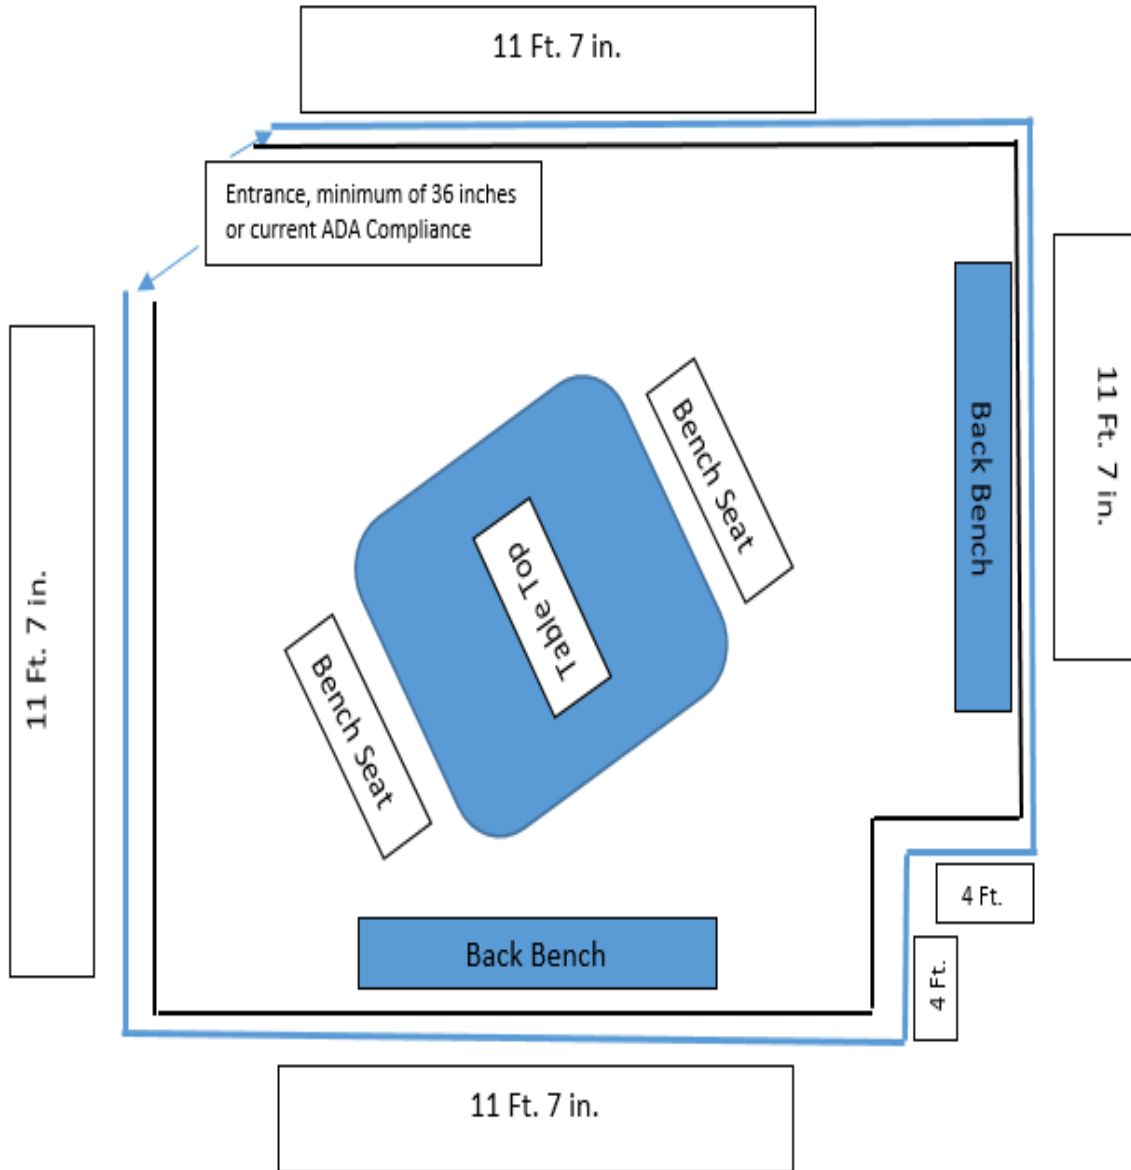 11 Ft. 7 in.
Entrance, minimum of 36 inches
or current ADA Compliance
11 Ft. 7 in.
Back Bench
Bench Seat
Table Top
11 Ft. 7 in.
Bench Seat
4 Ft.
4 Ft.
Back Bench
11 Ft. 7 in.